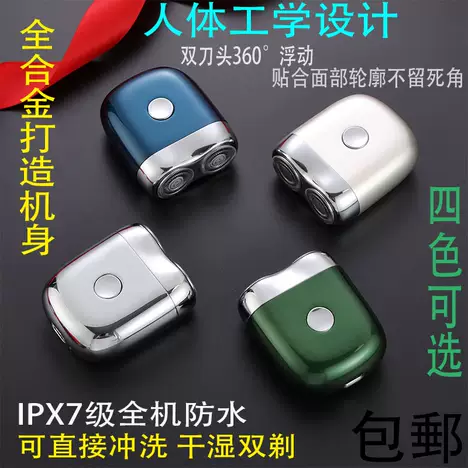 人体工学设计
双刀头360°浮动
贴合面部轮廓不留死角
全合金打造机身
四色可选
IPX7级全机防水
可直接冲洗 干湿双剃
包郵